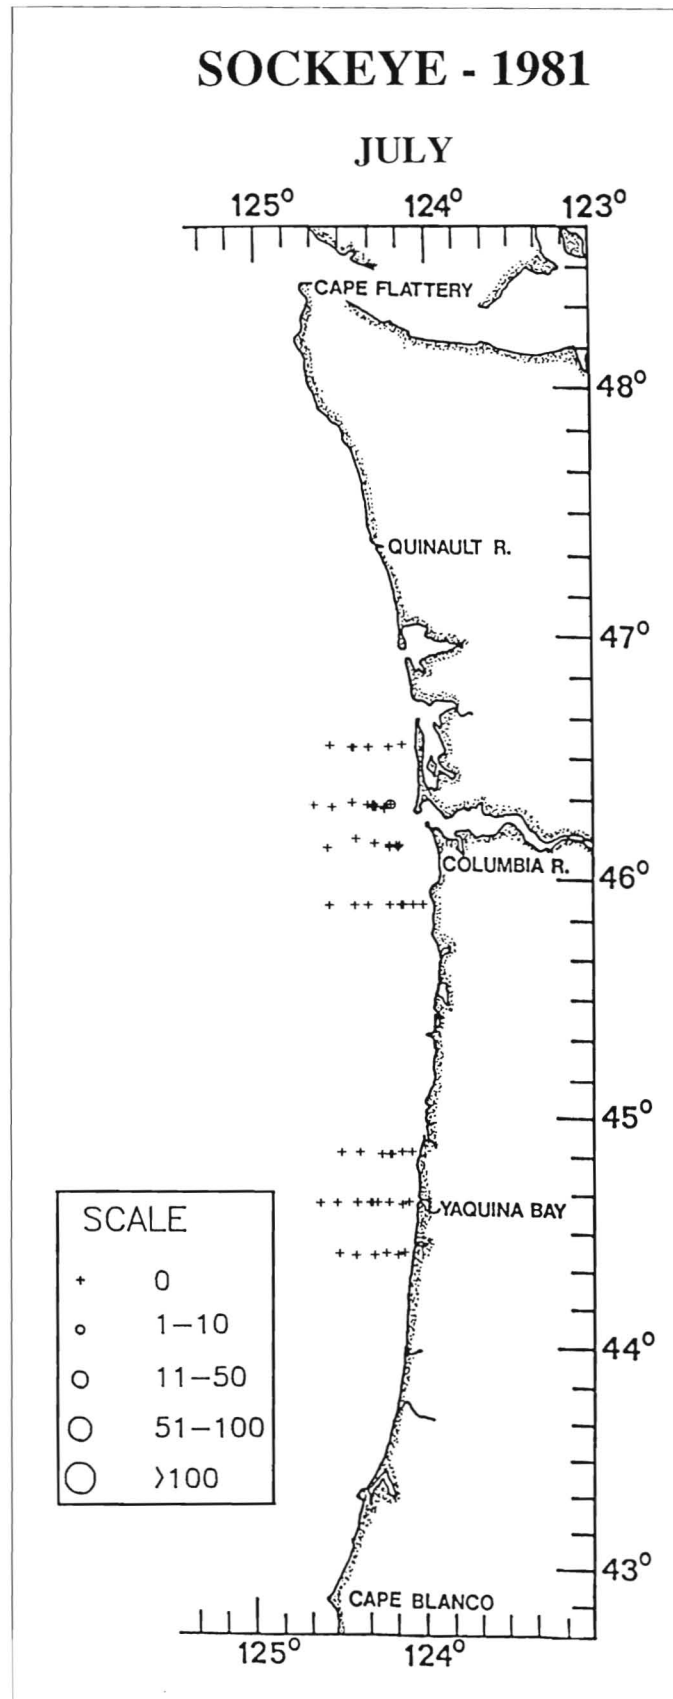 SOCKEYE - 1981
JULY
125° 124° 123°
CAPE FLATTERY
48°
QUINAULT R.
47°
COLUMBIA R.
46°
45°
YAQUINA BAY
SCALE
+ 0
1–10
11–50
51–100
>100
44°
43°
CAPE BLANCO
125° 124°